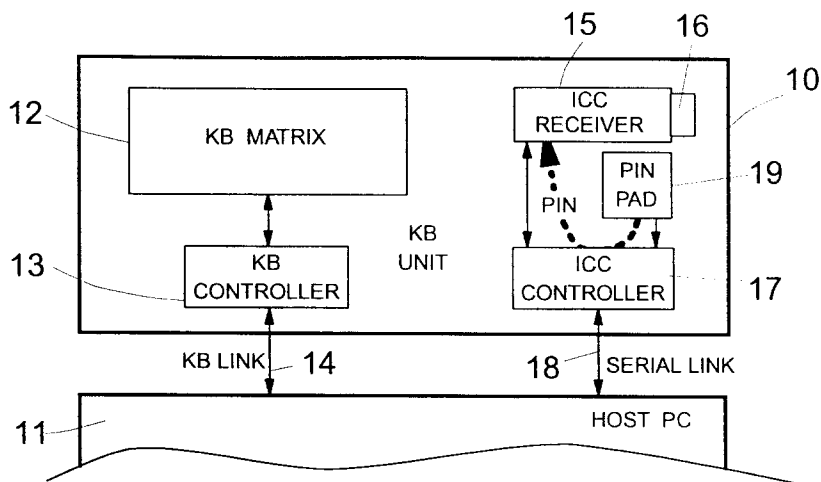 15
16
10
12
KB MATRIX
ICC
RECEIVER
PIN
PAD
19
PIN
KB
UNIT
13
KB
CONTROLLER
ICC
CONTROLLER
17
KB LINK
14
18
SERIAL LINK
11
HOST PC